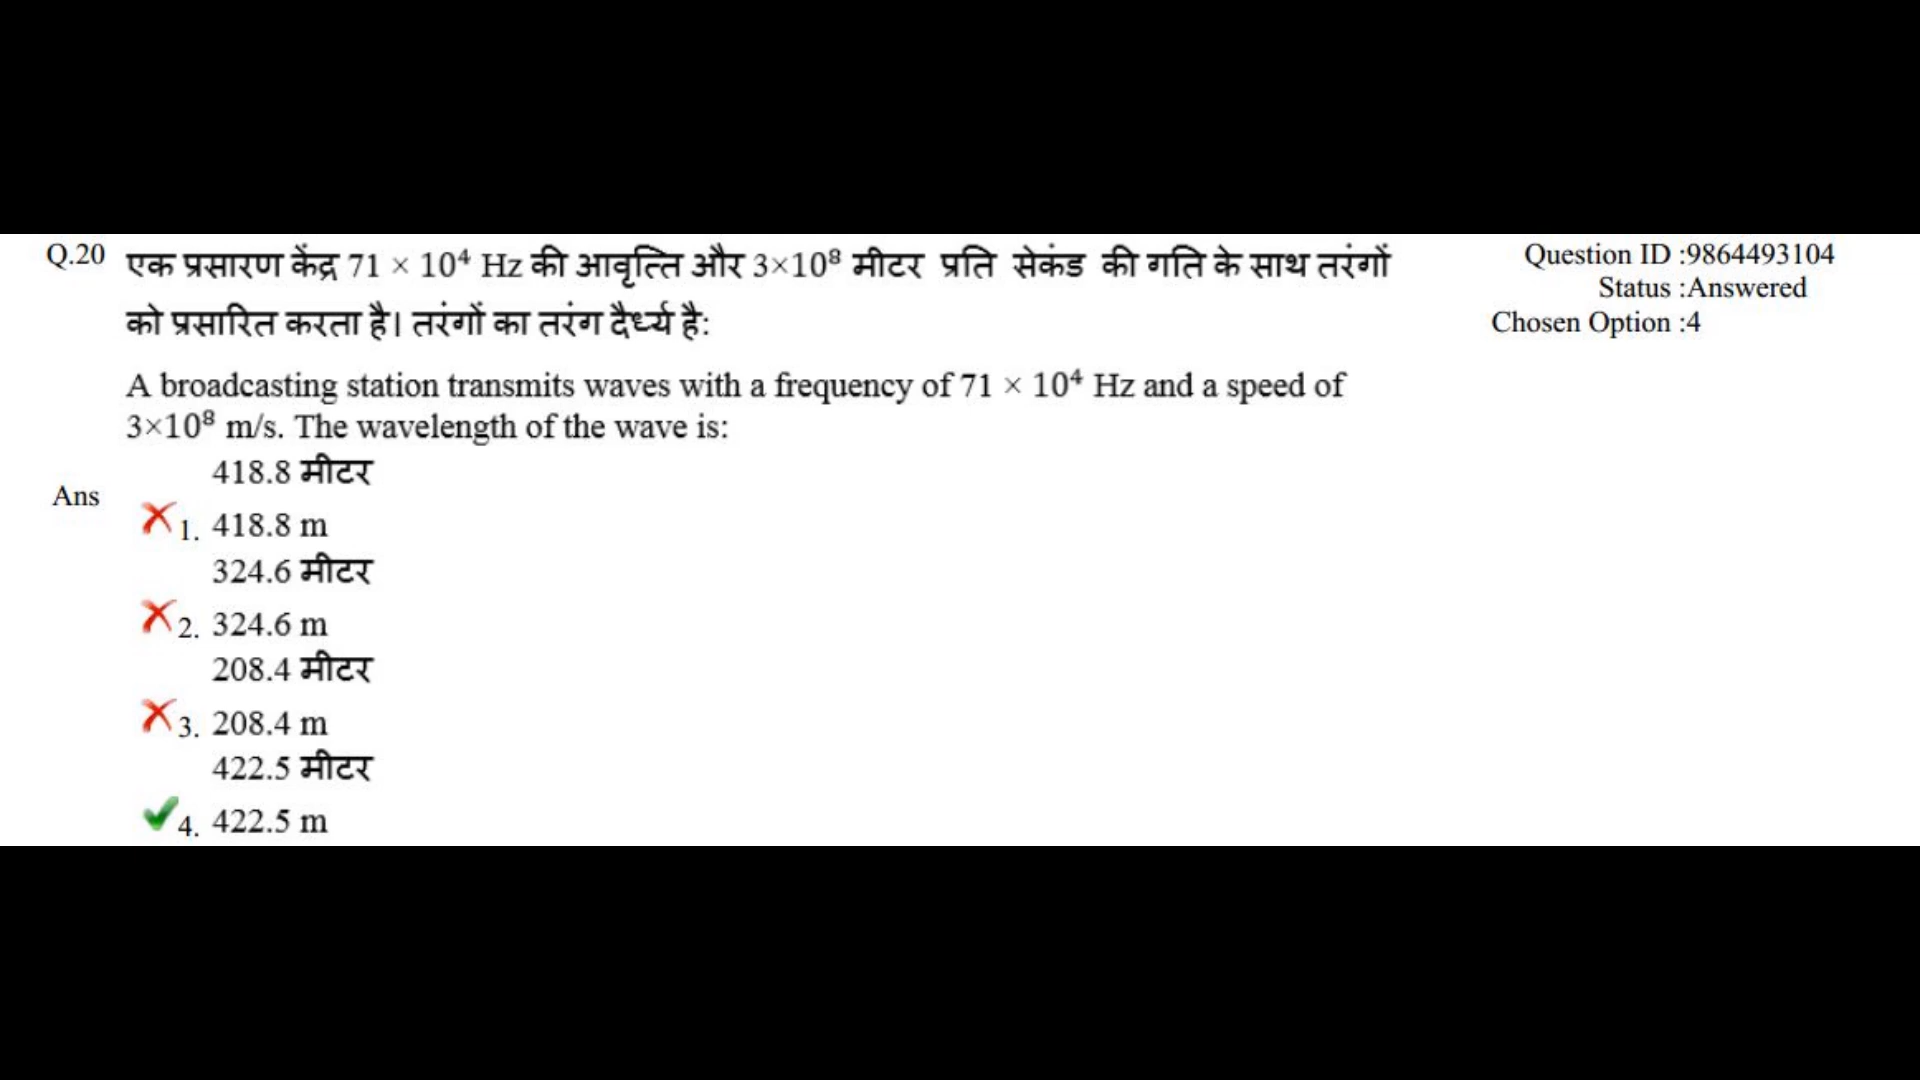 Q.20 एक प्रसारण केंद्र 71 × 10⁴ Hz की आवृत्ति और 3×10⁸ मीटर प्रति सेकंड की गति के साथ तरंगों
को प्रसारित करता है। तरंगों का तरंग दैर्ध्य है:
A broadcasting station transmits waves with a frequency of 71 × 10⁴ Hz and a speed of
3×10⁸ m/s. The wavelength of the wave is:
Question ID :9864493104
Status :Answered
Chosen Option :4
Ans
418.8 मीटर
1. 418.8 m
324.6 मीटर
2. 324.6 m
208.4 मीटर
3. 208.4 m
422.5 मीटर
4. 422.5 m